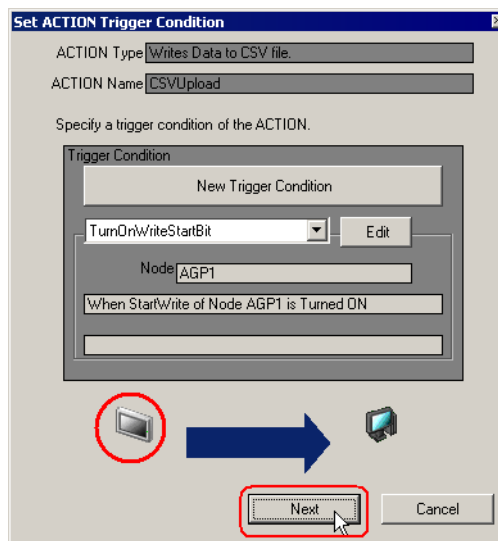 Set ACTION Trigger Condition
ACTION Type Writes Data to CSV file.
ACTION Name CSVUpload
Specify a trigger condition of the ACTION.
Trigger Condition
New Trigger Condition
TurnOnWriteStartBit Edit
Node AGP1
When StartWrite of Node AGP1 is Turned ON
Next Cancel